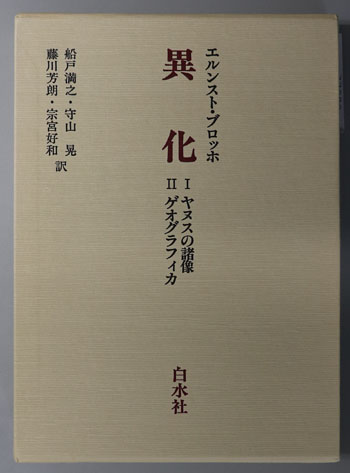 エルンスト・ブロッホ
異化
Ⅰ ヤヌスの諸像
Ⅱ ゲオグラフィカ
船戸満之・守山 晃
藤川芳朗・宗宮好和
訳
白水社